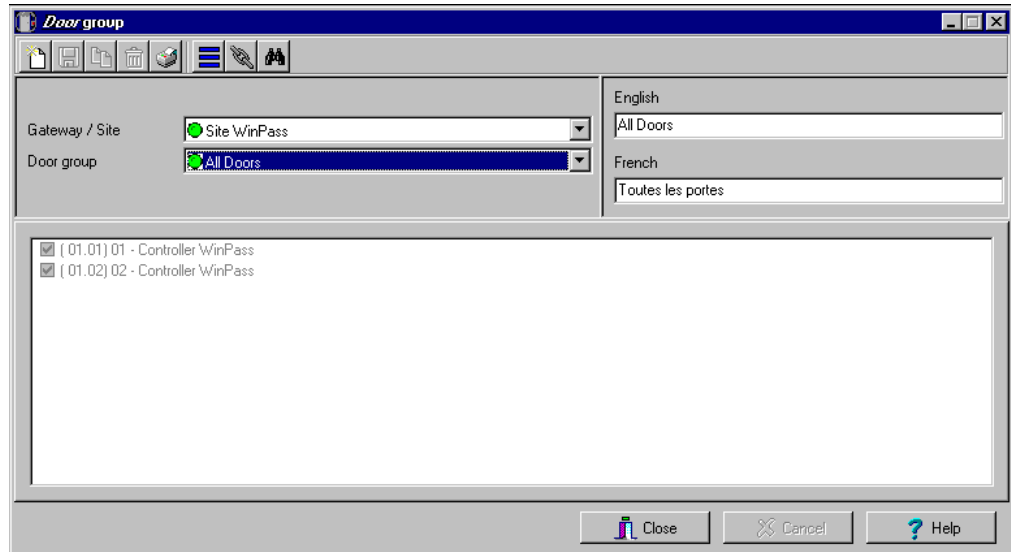 Door group
English
Gateway / Site
Site WinPass
All Doors
Door group
All Doors
French
Toutes les portes
( 01.01) 01 - Controller WinPass
( 01.02) 02 - Controller WinPass
Close
Cancel
? Help